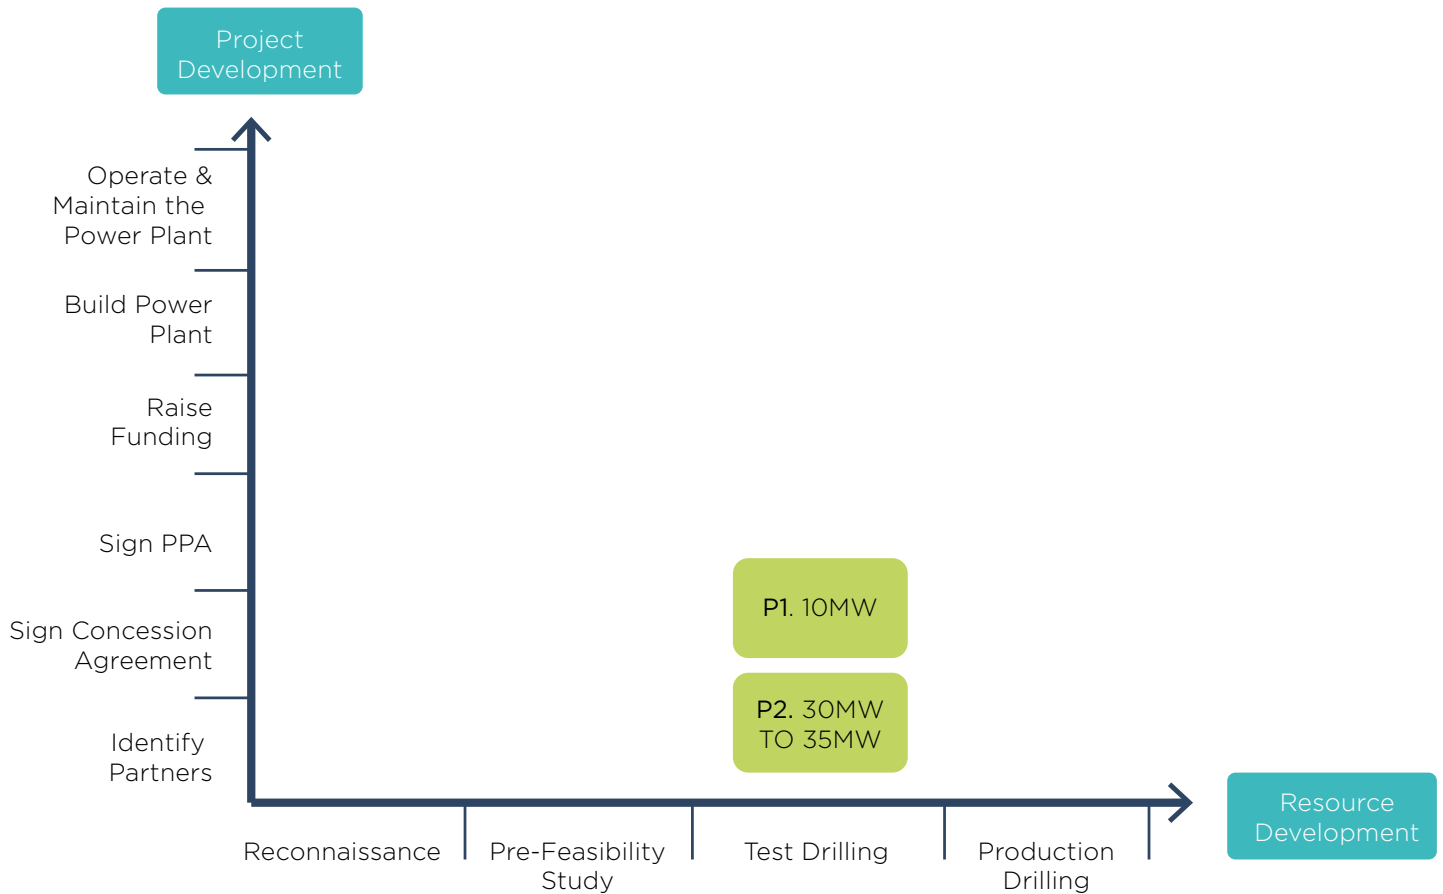 Project
Development
Operate &
Maintain the
Power Plant
Build Power
Plant
Raise
Funding
Sign PPA
Sign Concession
Agreement
Identify
Partners
P1. 10MW
P2. 30MW
TO 35MW
Reconnaissance
Pre-Feasibility
Study
Test Drilling
Production
Drilling
Resource
Development